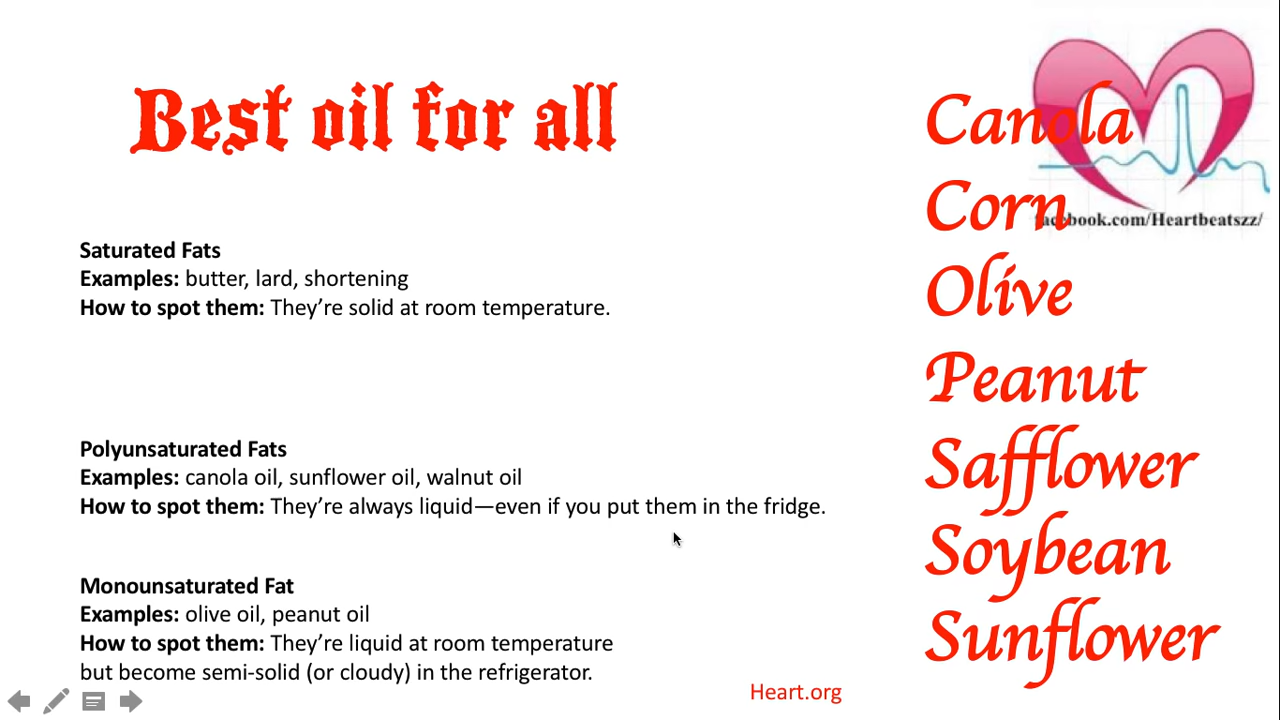 Best oil for all
Saturated Fats
Examples: butter, lard, shortening
How to spot them: They’re solid at room temperature.
Polyunsaturated Fats
Examples: canola oil, sunflower oil, walnut oil
How to spot them: They’re always liquid—even if you put them in the fridge.
Monounsaturated Fat
Examples: olive oil, peanut oil
How to spot them: They’re liquid at room temperature
but become semi-solid (or cloudy) in the refrigerator.
Heart.org
Canola
Corn
Olive
Peanut
Safflower
Soybean
Sunflower
facebook.com/Heartbeatszz/